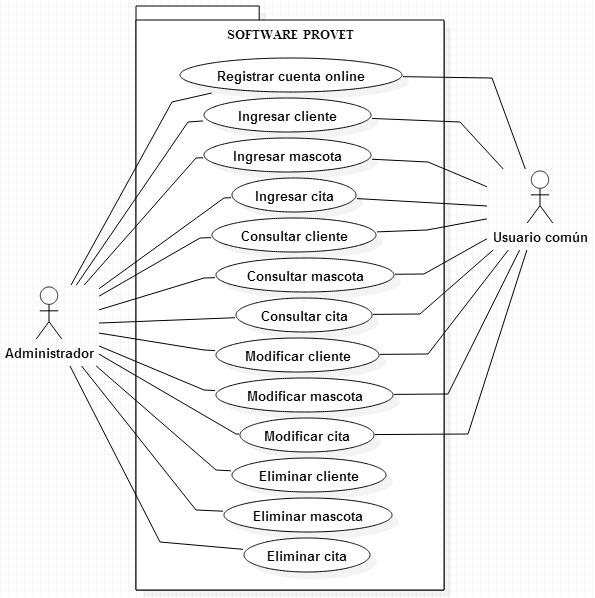 SOFTWARE PROVET
Registrar cuenta online
Ingresar cliente
Ingresar mascota
Ingresar cita
Consultar cliente
Consultar mascota
Consultar cita
Modificar cliente
Modificar mascota
Modificar cita
Eliminar cliente
Eliminar mascota
Eliminar cita
Administrador
Usuario común